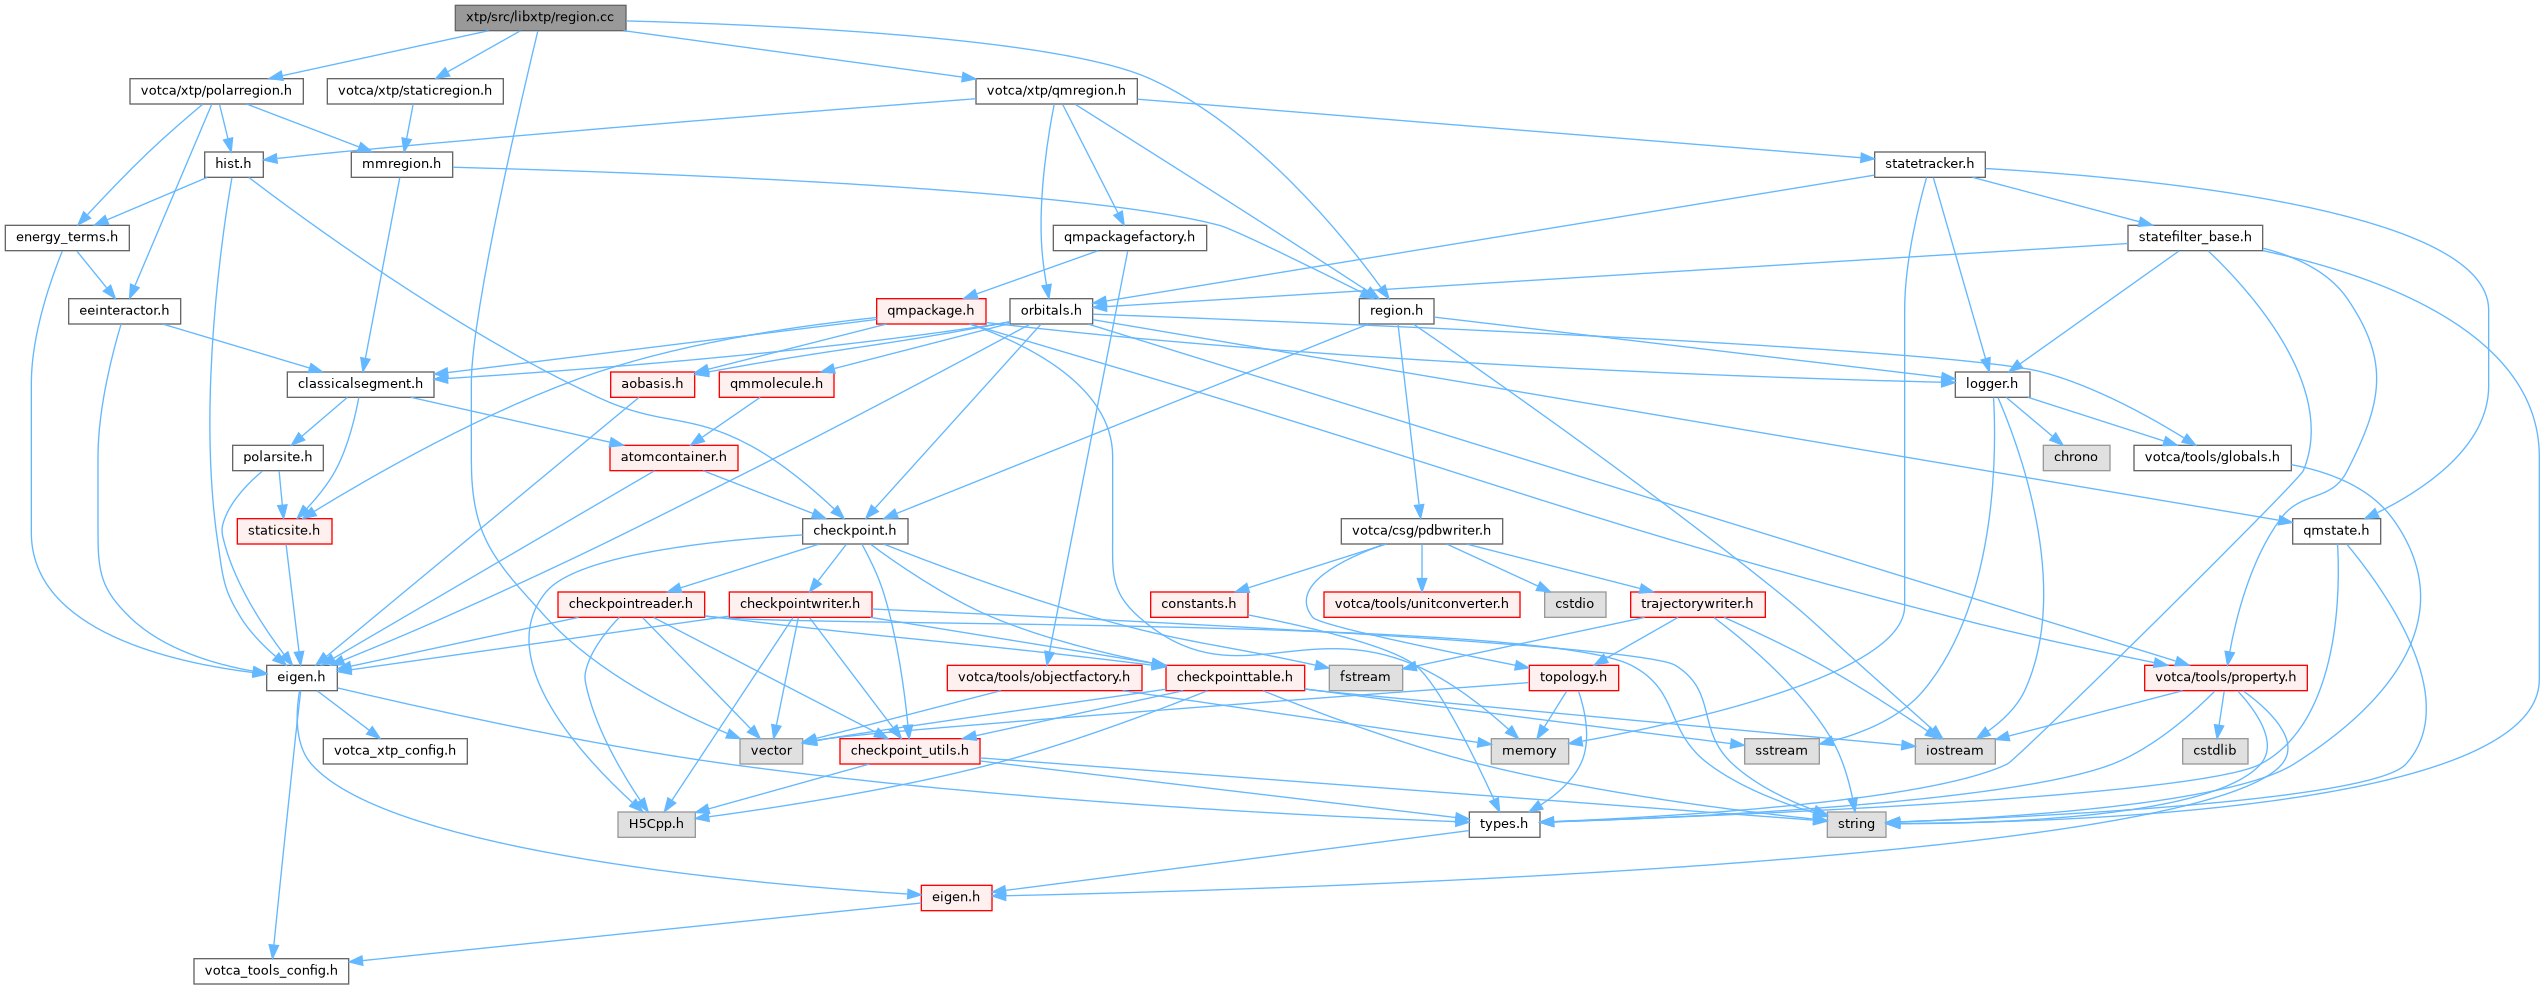 xtp/src/libxtp/region.cc
votca/xtp/polarregion.h
votca/xtp/staticregion.h
votca/xtp/qmregion.h
hist.h
mmregion.h
statetracker.h
energy_terms.h
qmpackagefactory.h
statefilter_base.h
eeinteractor.h
qmpackage.h
orbitals.h
region.h
classicalsegment.h
aobasis.h
qmmolecule.h
logger.h
polarsite.h
atomcontainer.h
chrono
votca/tools/globals.h
staticsite.h
checkpoint.h
votca/csg/pdbwriter.h
qmstate.h
checkpointreader.h
checkpointwriter.h
constants.h
votca/tools/unitconverter.h
cstdio
trajectorywriter.h
eigen.h
votca/tools/objectfactory.h
checkpointtable.h
fstream
topology.h
votca/tools/property.h
votca_xtp_config.h
vector
checkpoint_utils.h
memory
sstream
iostream
cstdlib
H5Cpp.h
types.h
string
eigen.h
votca_tools_config.h